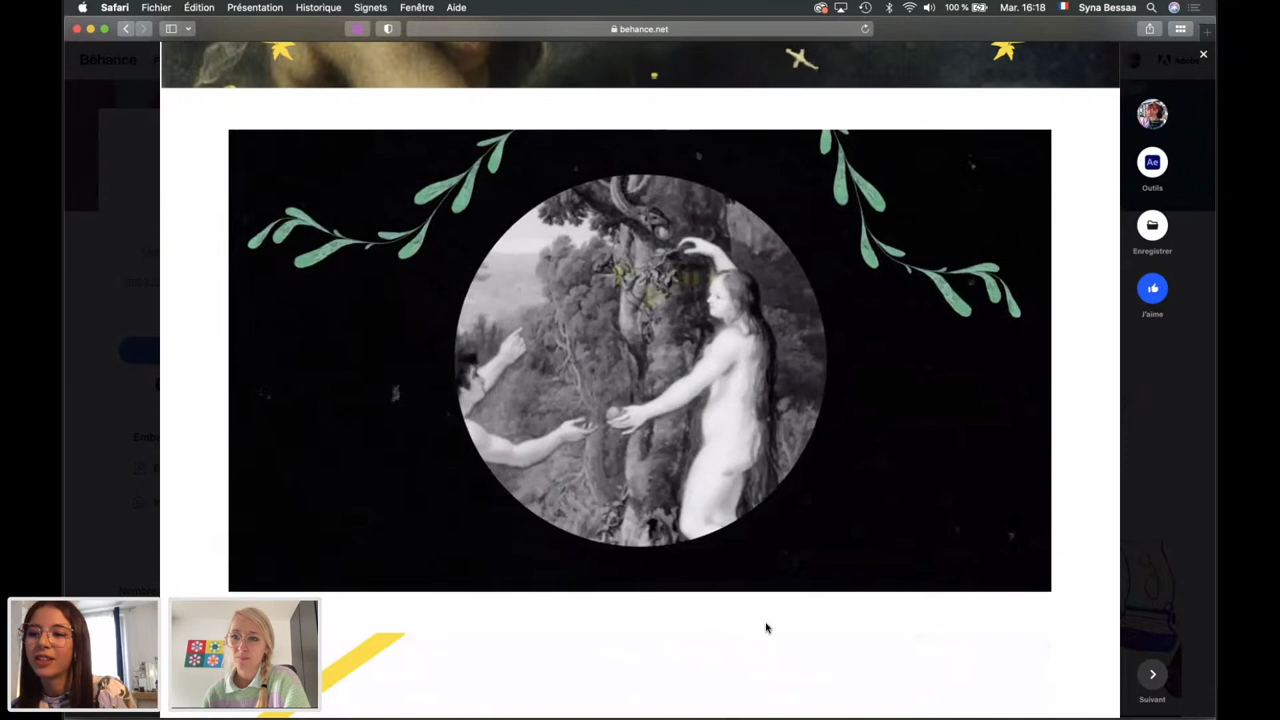 Safari Fichier Édition Présentation Historique Signets Fenêtre Aide 100 % Mar. 16:18 Syna Bessaa
behance.net
Behance
Adobe
Ae
Outils
Enregistrer
J'aime
Suivant